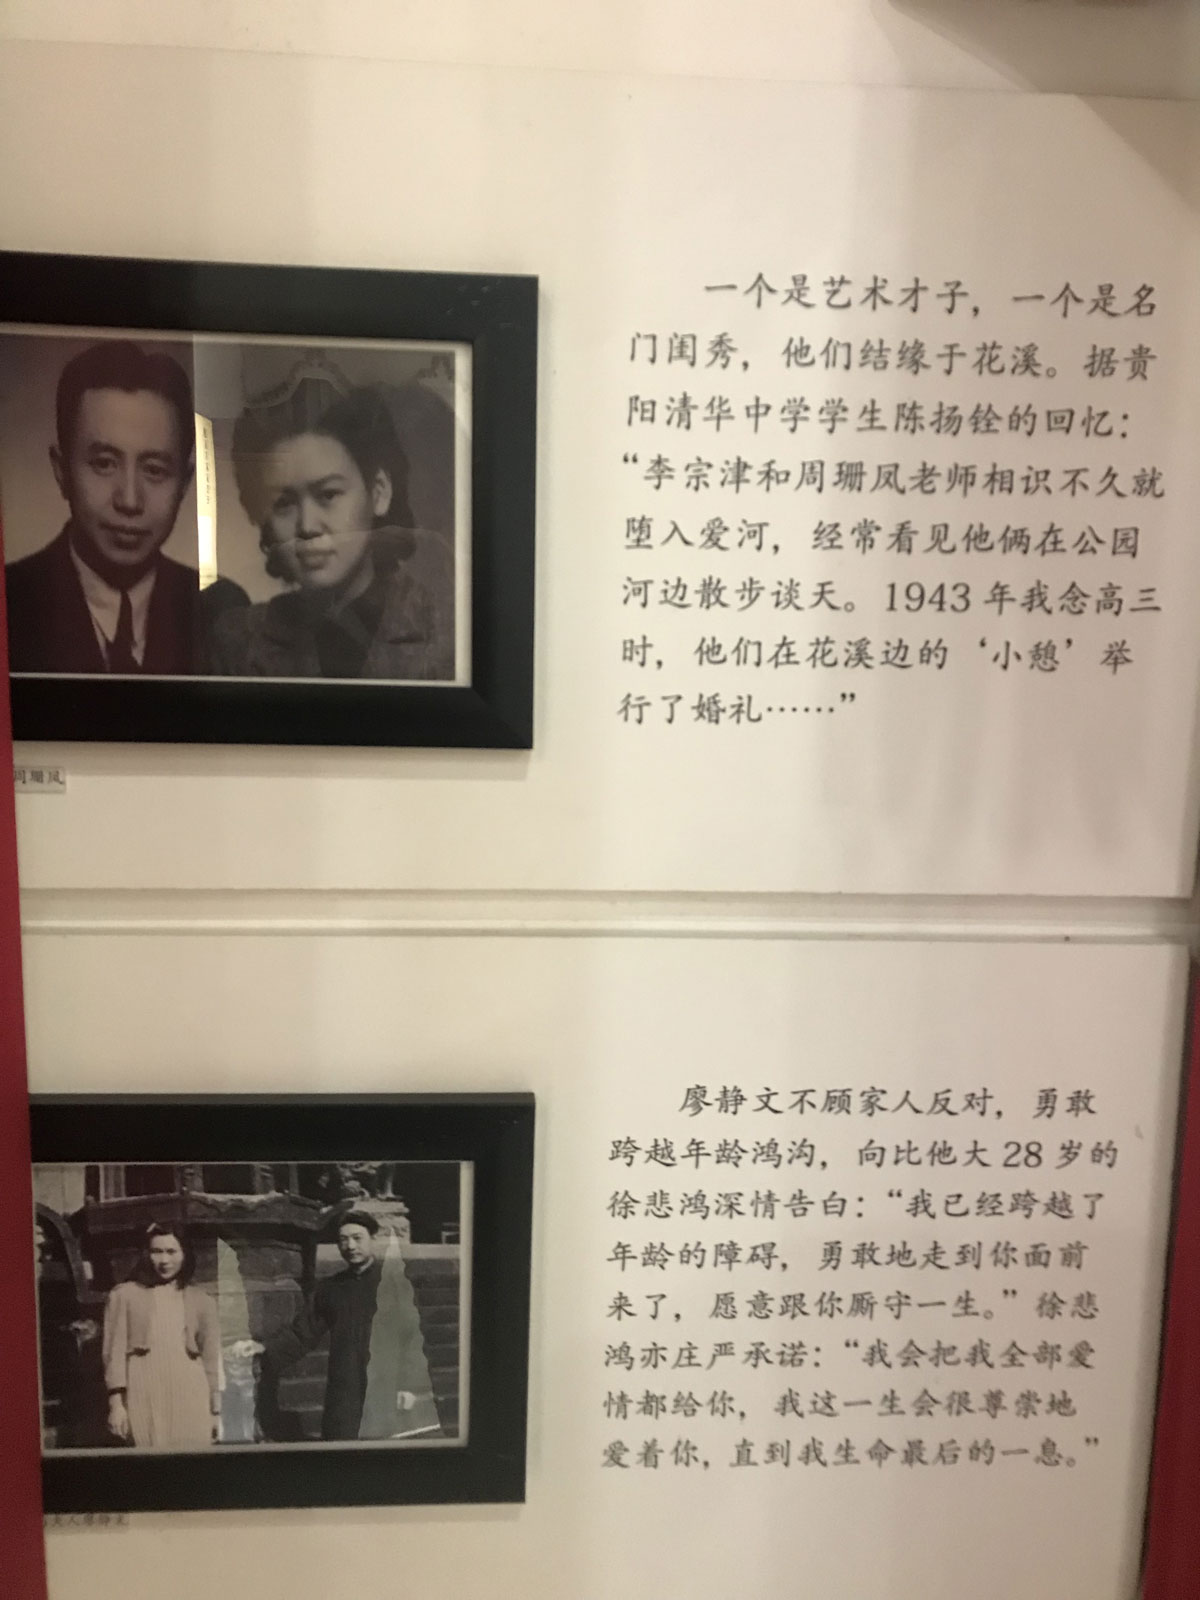 一个是艺术才子，一个是名
门闺秀，他们结缘于花溪。据贵
阳清华中学学生陈扬铨的回忆：
“李宗津和周珊凤老师相识不久就
堕入爱河，经常看见他俩在公园
河边散步谈天。1943 年我念高三
时，他们在花溪边的‘小憩’举
行了婚礼……”
周珊凤
廖静文不顾家人反对，勇敢
跨越年龄鸿沟，向比他大 28 岁的
徐悲鸿深情告白：“我已经跨越了
年龄的障碍，勇敢地走到你面前
来了，愿意跟你厮守一生。”徐悲
鸿亦庄严承诺：“我会把我全部爱
情都给你，我这一生会很尊崇地
爱着你，直到我生命最后的一息。”
夫人廖静文